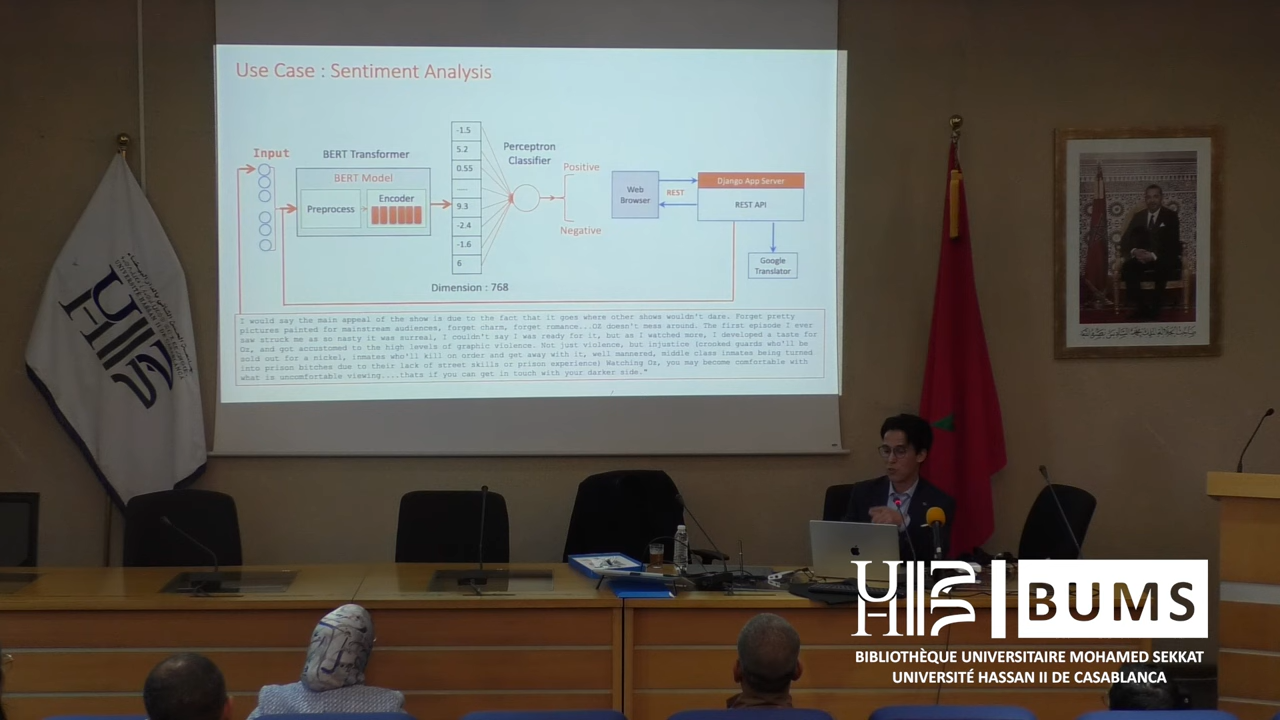 Use Case : Sentiment Analysis
Input
BERT Transformer
BERT Model
Preprocess
Encoder
-1.5
5.2
0.55
....
9.3
-2.4
-1.6
6
Dimension : 768
Perceptron
Classifier
Positive
Negative
Web
Browser
REST
Django App Server
REST API
Google
Translator
I would say the main appeal of the show is due to the fact that it goes where other shows wouldn't dare. Forget pretty
pictures painted for mainstream audiences, forget charm, forget romance...OZ doesn't mess around. The first episode I ever
saw struck me as so nasty it was surreal, I couldn't say I was ready for it, but as I watched more, I developed a taste for
Oz, and got accustomed to the high levels of graphic violence. Not just violence, but injustice (crooked guards who'll be
sold out for a nickel, inmates who'll kill on order and get away with it, well mannered, middle class inmates being turned
into prison bitches due to their lack of street skills or prison experience) Watching Oz, you may become comfortable with
what is uncomfortable viewing....thats if you can get in touch with your darker side."
UH
BUMS
BIBLIOTHÈQUE UNIVERSITAIRE MOHAMED SEKKAT
UNIVERSITÉ HASSAN II DE CASABLANCA